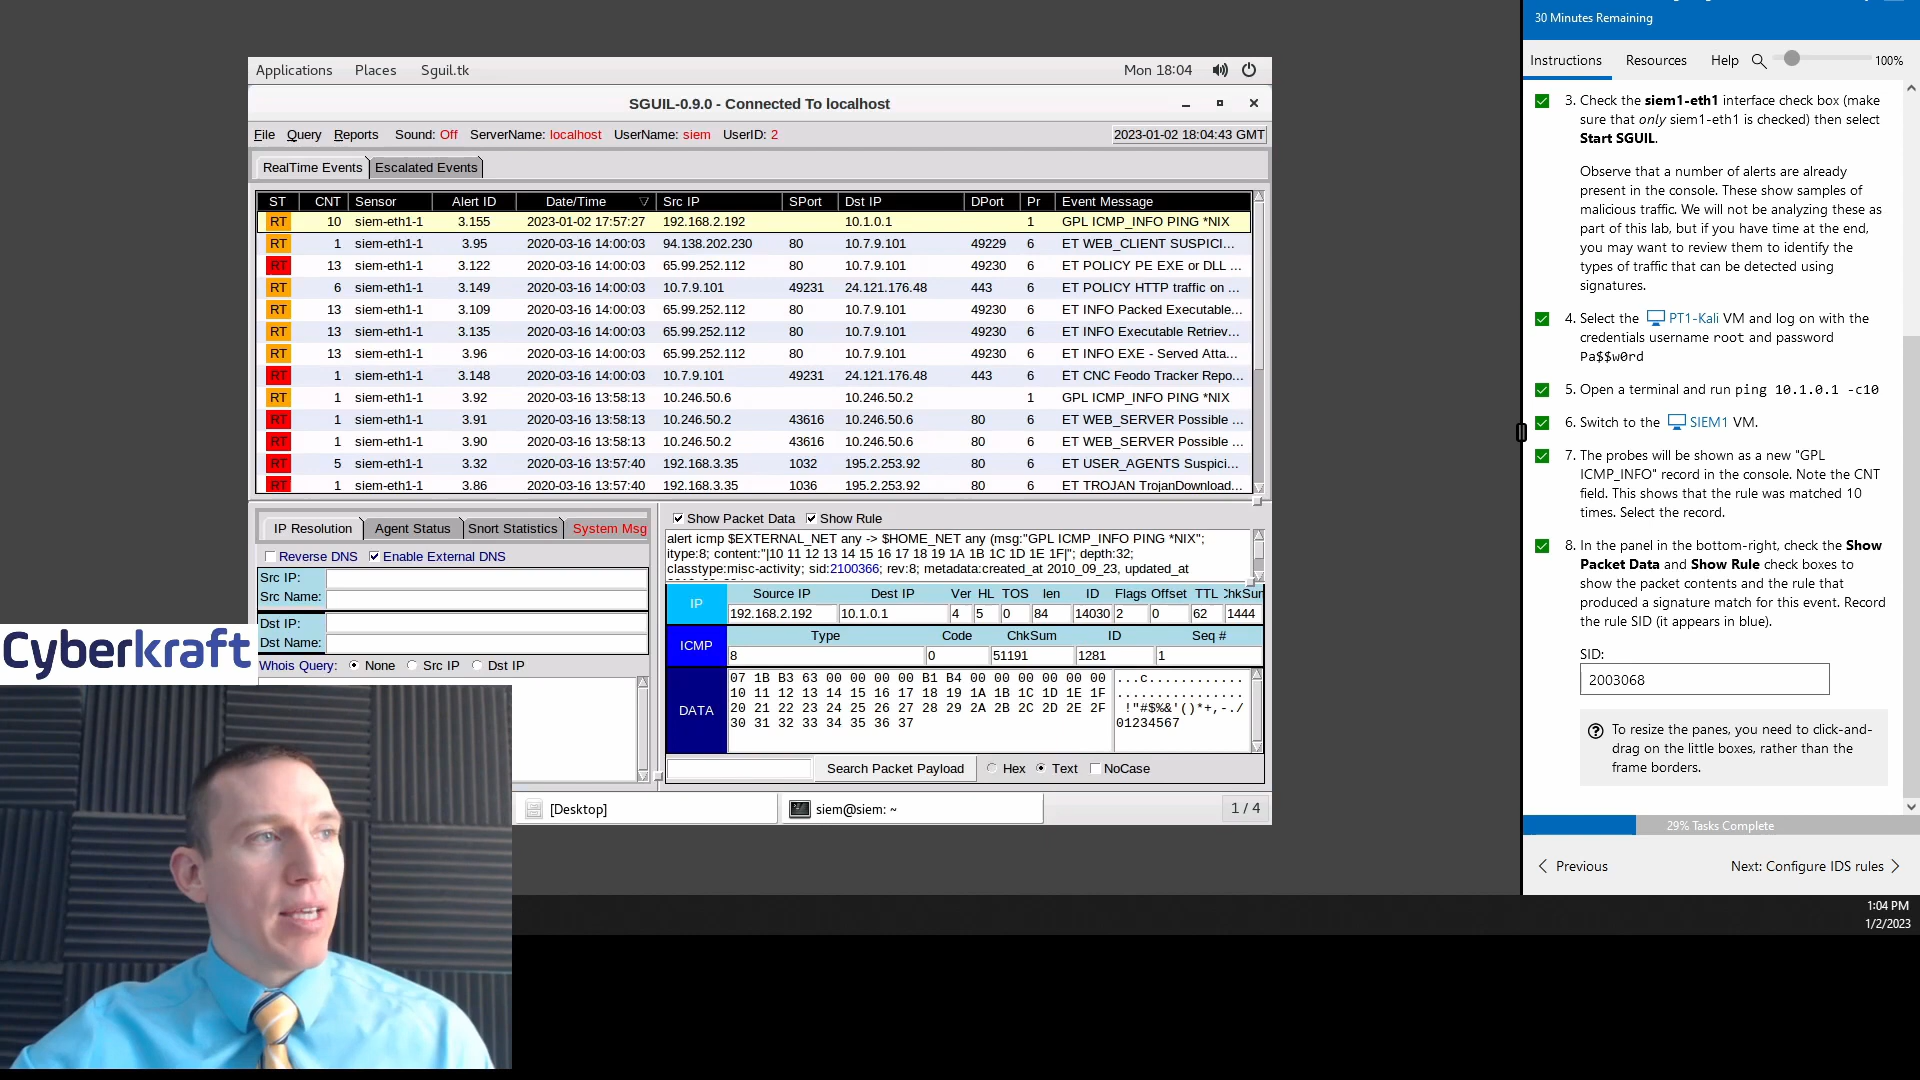 Applications Places Sguil.tk Mon 18:04
SGUIL-0.9.0 - Connected To localhost
File Query Reports Sound: Off ServerName: localhost UserName: siem UserID: 2 2023-01-02 18:04:43 GMT
RealTime Events Escalated Events
ST CNT Sensor Alert ID Date/Time Src IP SPort Dst IP DPort Pr Event Message
RT 10 siem-eth1-1 3.155 2023-01-02 17:57:27 192.168.2.192 10.1.0.1 1 GPL ICMP_INFO PING *NIX
RT 1 siem-eth1-1 3.95 2020-03-16 14:00:03 94.138.202.230 80 10.7.9.101 49229 6 ET WEB_CLIENT SUSPICI...
RT 13 siem-eth1-1 3.122 2020-03-16 14:00:03 65.99.252.112 80 10.7.9.101 49230 6 ET POLICY PE EXE or DLL ...
RT 6 siem-eth1-1 3.149 2020-03-16 14:00:03 10.7.9.101 49231 24.121.176.48 443 6 ET POLICY HTTP traffic on ...
RT 13 siem-eth1-1 3.109 2020-03-16 14:00:03 65.99.252.112 80 10.7.9.101 49230 6 ET INFO Packed Executable...
RT 13 siem-eth1-1 3.135 2020-03-16 14:00:03 65.99.252.112 80 10.7.9.101 49230 6 ET INFO Executable Retriev...
RT 13 siem-eth1-1 3.96 2020-03-16 14:00:03 65.99.252.112 80 10.7.9.101 49230 6 ET INFO EXE - Served Atta...
RT 1 siem-eth1-1 3.148 2020-03-16 14:00:03 10.7.9.101 49231 24.121.176.48 443 6 ET CNC Feodo Tracker Repo...
RT 1 siem-eth1-1 3.92 2020-03-16 13:58:13 10.246.50.6 10.246.50.2 1 GPL ICMP_INFO PING *NIX
RT 1 siem-eth1-1 3.91 2020-03-16 13:58:13 10.246.50.2 43616 10.246.50.6 80 6 ET WEB_SERVER Possible ...
RT 1 siem-eth1-1 3.90 2020-03-16 13:58:13 10.246.50.2 43616 10.246.50.6 80 6 ET WEB_SERVER Possible ...
RT 5 siem-eth1-1 3.32 2020-03-16 13:57:40 192.168.3.35 1032 195.2.253.92 80 6 ET USER_AGENTS Suspici...
RT 1 siem-eth1-1 3.86 2020-03-16 13:57:40 192.168.3.35 1036 195.2.253.92 80 6 ET TROJAN TrojanDownload...
IP Resolution Agent Status Snort Statistics System Msg
Reverse DNS Enable External DNS
Src IP:
Src Name:
Dst IP:
Dst Name:
Whois Query: None Src IP Dst IP
Show Packet Data Show Rule
alert icmp $EXTERNAL_NET any -> $HOME_NET any (msg:"GPL ICMP_INFO PING *NIX";
itype:8; content:"|10 11 12 13 14 15 16 17 18 19 1A 1B 1C 1D 1E 1F|"; depth:32;
classtype:misc-activity; sid:2100366; rev:8; metadata:created_at 2010_09_23, updated_at
IP Source IP Dest IP Ver HL TOS len ID Flags Offset TTL ChkSum
192.168.2.192 10.1.0.1 4 5 0 84 14030 2 0 62 1444
ICMP Type Code ChkSum ID Seq #
8 0 51191 1281 1
DATA
07 1B B3 63 00 00 00 00 B1 B4 00 00 00 00 00 00 ...c............
10 11 12 13 14 15 16 17 18 19 1A 1B 1C 1D 1E 1F ................
20 21 22 23 24 25 26 27 28 29 2A 2B 2C 2D 2E 2F !"#$%&'()*+,-./
30 31 32 33 34 35 36 37 01234567
Search Packet Payload Hex Text NoCase
[Desktop] siem@siem: ~ 1 / 4
Cyberkraft
30 Minutes Remaining
Instructions Resources Help 100%
3. Check the siem1-eth1 interface check box (make
sure that only siem1-eth1 is checked) then select
Start SGUIL.
Observe that a number of alerts are already
present in the console. These show samples of
malicious traffic. We will not be analyzing these as
part of this lab, but if you have time at the end,
you may want to review them to identify the
types of traffic that can be detected using
signatures.
4. Select the PT1-Kali VM and log on with the
credentials username root and password
Pa$$w0rd
5. Open a terminal and run ping 10.1.0.1 -c10
6. Switch to the SIEM1 VM.
7. The probes will be shown as a new "GPL
ICMP_INFO" record in the console. Note the CNT
field. This shows that the rule was matched 10
times. Select the record.
8. In the panel in the bottom-right, check the Show
Packet Data and Show Rule check boxes to
show the packet contents and the rule that
produced a signature match for this event. Record
the rule SID (it appears in blue).
SID:
2003068
To resize the panes, you need to click-and-
drag on the little boxes, rather than the
frame borders.
29% Tasks Complete
Previous Next: Configure IDS rules
1:04 PM
1/2/2023